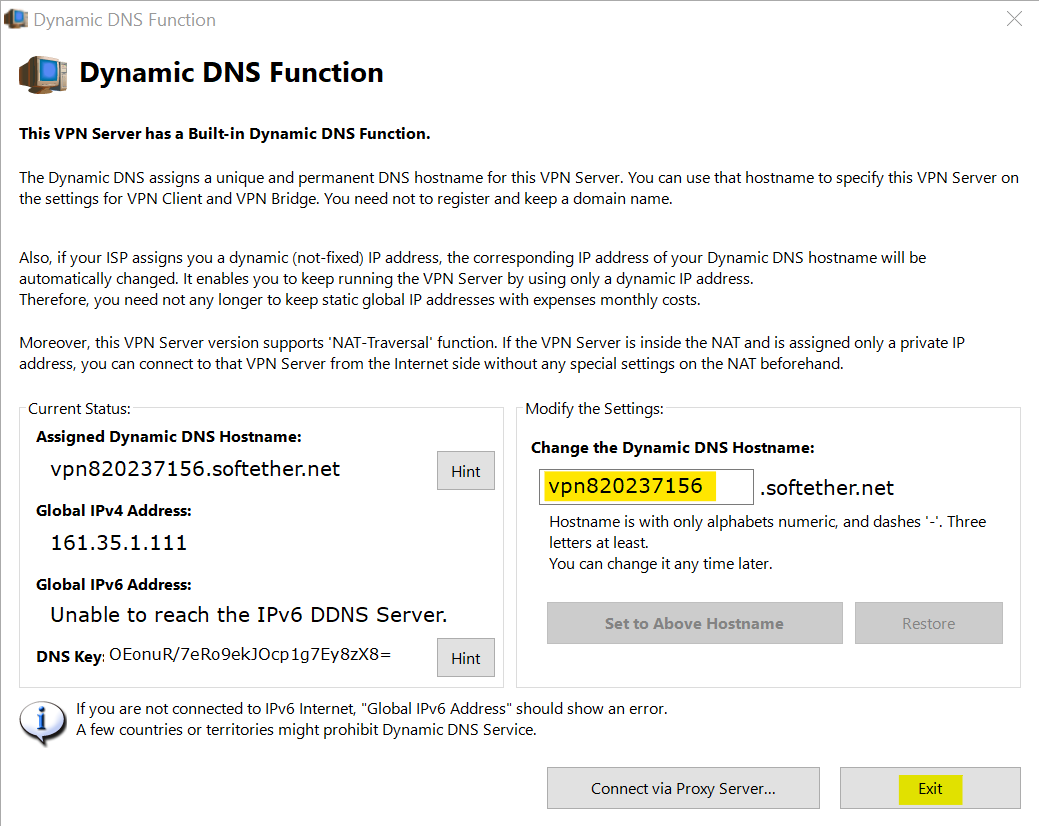 Dynamic DNS Function
Dynamic DNS Function
This VPN Server has a Built-in Dynamic DNS Function.
The Dynamic DNS assigns a unique and permanent DNS hostname for this VPN Server. You can use that hostname to specify this VPN Server on
the settings for VPN Client and VPN Bridge. You need not to register and keep a domain name.
Also, if your ISP assigns you a dynamic (not-fixed) IP address, the corresponding IP address of your Dynamic DNS hostname will be
automatically changed. It enables you to keep running the VPN Server by using only a dynamic IP address.
Therefore, you need not any longer to keep static global IP addresses with expenses monthly costs.
Moreover, this VPN Server version supports 'NAT-Traversal' function. If the VPN Server is inside the NAT and is assigned only a private IP
address, you can connect to that VPN Server from the Internet side without any special settings on the NAT beforehand.
Current Status:
Assigned Dynamic DNS Hostname:
vpn820237156.softether.net
Hint
Global IPv4 Address:
161.35.1.111
Global IPv6 Address:
Unable to reach the IPv6 DDNS Server.
DNS Key: OEonuR/7eRo9ekJOcp1g7Ey8zX8=
Hint
Modify the Settings:
Change the Dynamic DNS Hostname:
vpn820237156 .softether.net
Hostname is with only alphabets numeric, and dashes '-'. Three
letters at least.
You can change it any time later.
Set to Above Hostname
Restore
If you are not connected to IPv6 Internet, "Global IPv6 Address" should show an error.
A few countries or territories might prohibit Dynamic DNS Service.
Connect via Proxy Server...
Exit